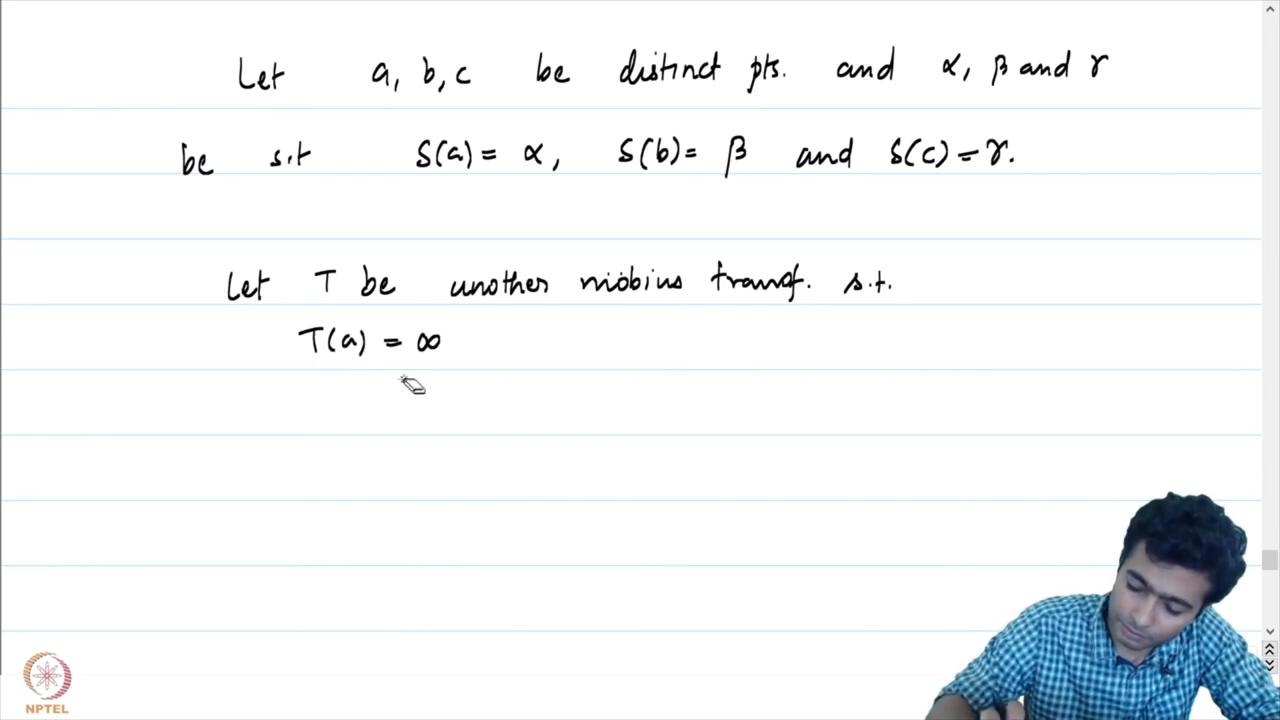 Let a, b, c be distinct pts. and α, β and γ
be s.t S(a) = α, S(b) = β and S(c) = γ.
Let T be another möbius transf. s.t.
T(a) = ∞
NPTEL